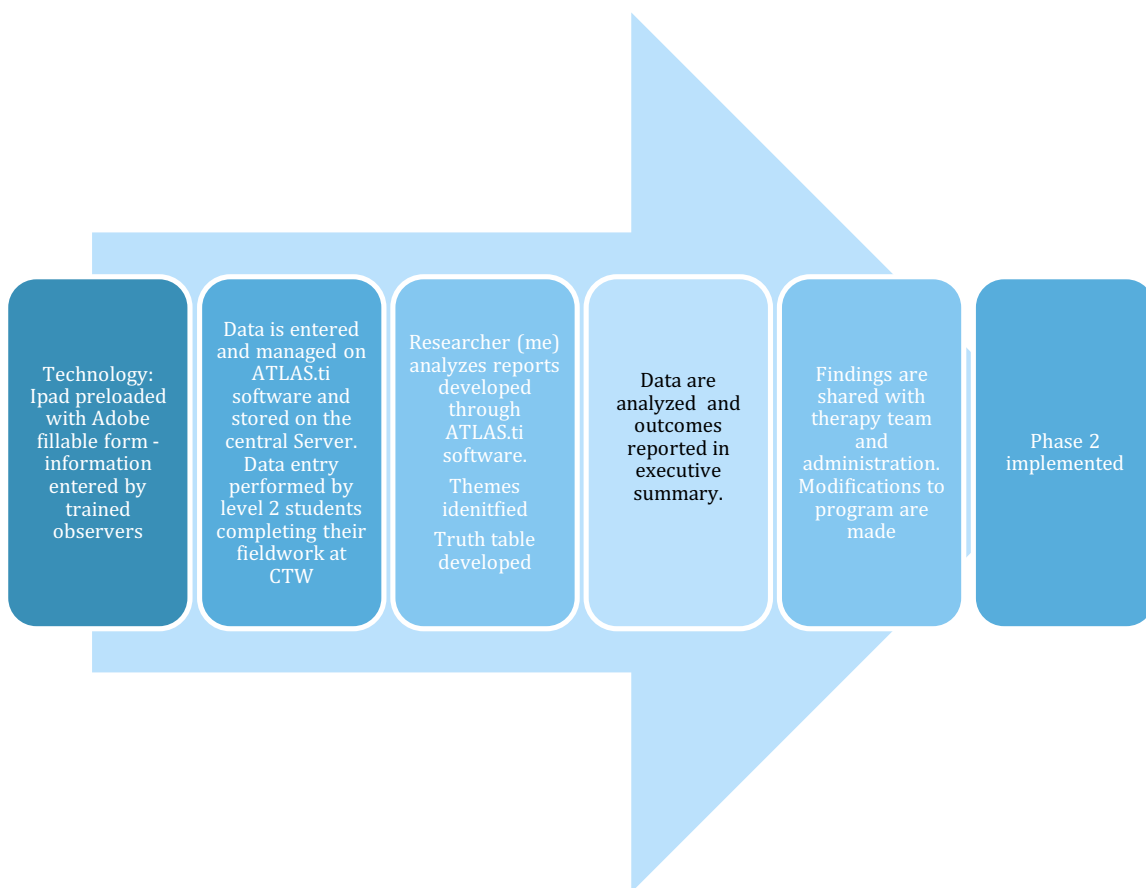 Technology:
Ipad preloaded
with Adobe
fillable form -
information
entered by
trained
observers
Data is entered
and managed on
ATLAS.ti
software and
stored on the
central Server.
Data entry
performed by
level 2 students
completing their
fieldwork at
CTW
Researcher (me)
analyzes reports
developed
through
ATLAS.ti
software.
Themes
idenitfied
Truth table
developed
Data are
analyzed and
outcomes
reported in
executive
summary.
Findings are
shared with
therapy team
and
administration.
Modifications to
program are
made
Phase 2
implemented